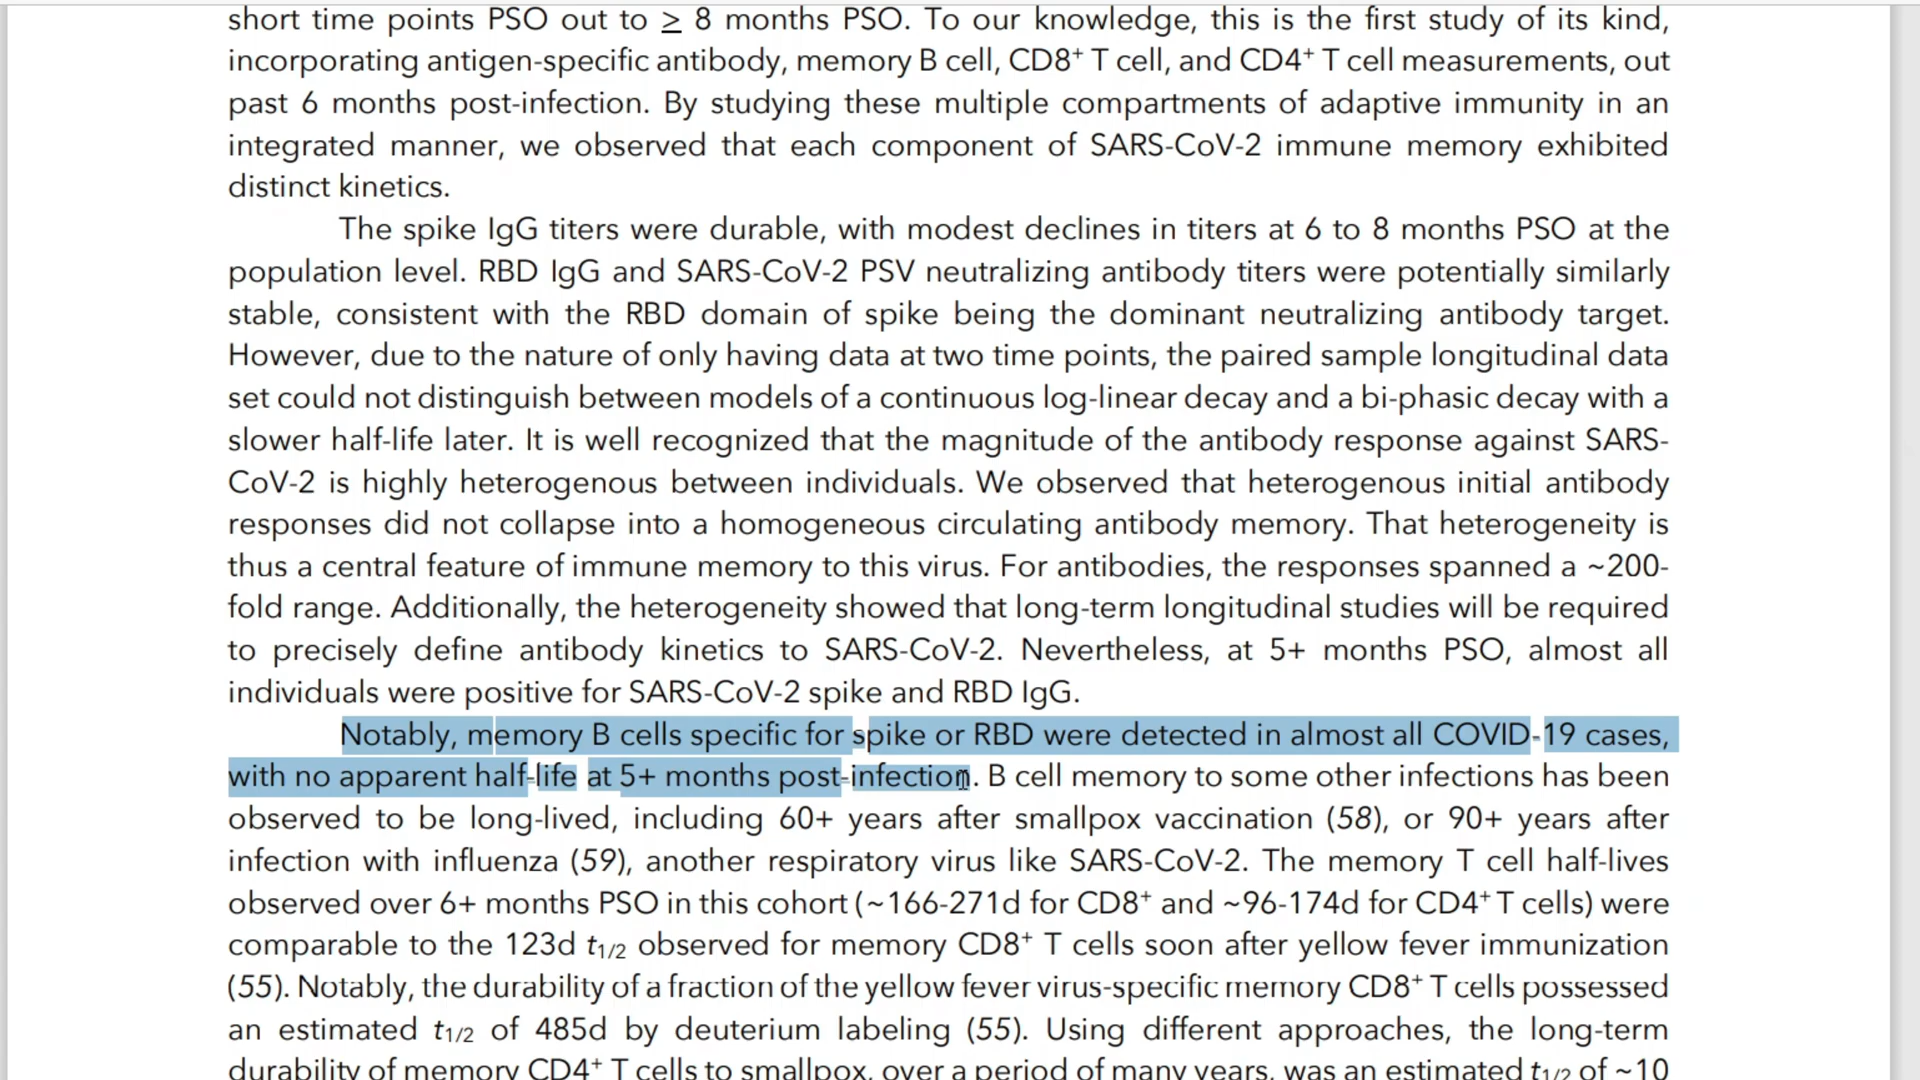 short time points PSO out to ≥ 8 months PSO. To our knowledge, this is the first study of its kind,
incorporating antigen-specific antibody, memory B cell, CD8⁺ T cell, and CD4⁺ T cell measurements, out
past 6 months post-infection. By studying these multiple compartments of adaptive immunity in an
integrated manner, we observed that each component of SARS-CoV-2 immune memory exhibited
distinct kinetics.
The spike IgG titers were durable, with modest declines in titers at 6 to 8 months PSO at the
population level. RBD IgG and SARS-CoV-2 PSV neutralizing antibody titers were potentially similarly
stable, consistent with the RBD domain of spike being the dominant neutralizing antibody target.
However, due to the nature of only having data at two time points, the paired sample longitudinal data
set could not distinguish between models of a continuous log-linear decay and a bi-phasic decay with a
slower half-life later. It is well recognized that the magnitude of the antibody response against SARS-
CoV-2 is highly heterogenous between individuals. We observed that heterogenous initial antibody
responses did not collapse into a homogeneous circulating antibody memory. That heterogeneity is
thus a central feature of immune memory to this virus. For antibodies, the responses spanned a ~200-
fold range. Additionally, the heterogeneity showed that long-term longitudinal studies will be required
to precisely define antibody kinetics to SARS-CoV-2. Nevertheless, at 5+ months PSO, almost all
individuals were positive for SARS-CoV-2 spike and RBD IgG.
Notably, memory B cells specific for spike or RBD were detected in almost all COVID-19 cases,
with no apparent half-life at 5+ months post-infection. B cell memory to some other infections has been
observed to be long-lived, including 60+ years after smallpox vaccination (58), or 90+ years after
infection with influenza (59), another respiratory virus like SARS-CoV-2. The memory T cell half-lives
observed over 6+ months PSO in this cohort (~166-271d for CD8⁺ and ~96-174d for CD4⁺ T cells) were
comparable to the 123d t₁/₂ observed for memory CD8⁺ T cells soon after yellow fever immunization
(55). Notably, the durability of a fraction of the yellow fever virus-specific memory CD8⁺ T cells possessed
an estimated t₁/₂ of 485d by deuterium labeling (55). Using different approaches, the long-term
durability of memory CD4⁺ T cells to smallpox, over a period of many years, was an estimated t₁/₂ of ~10